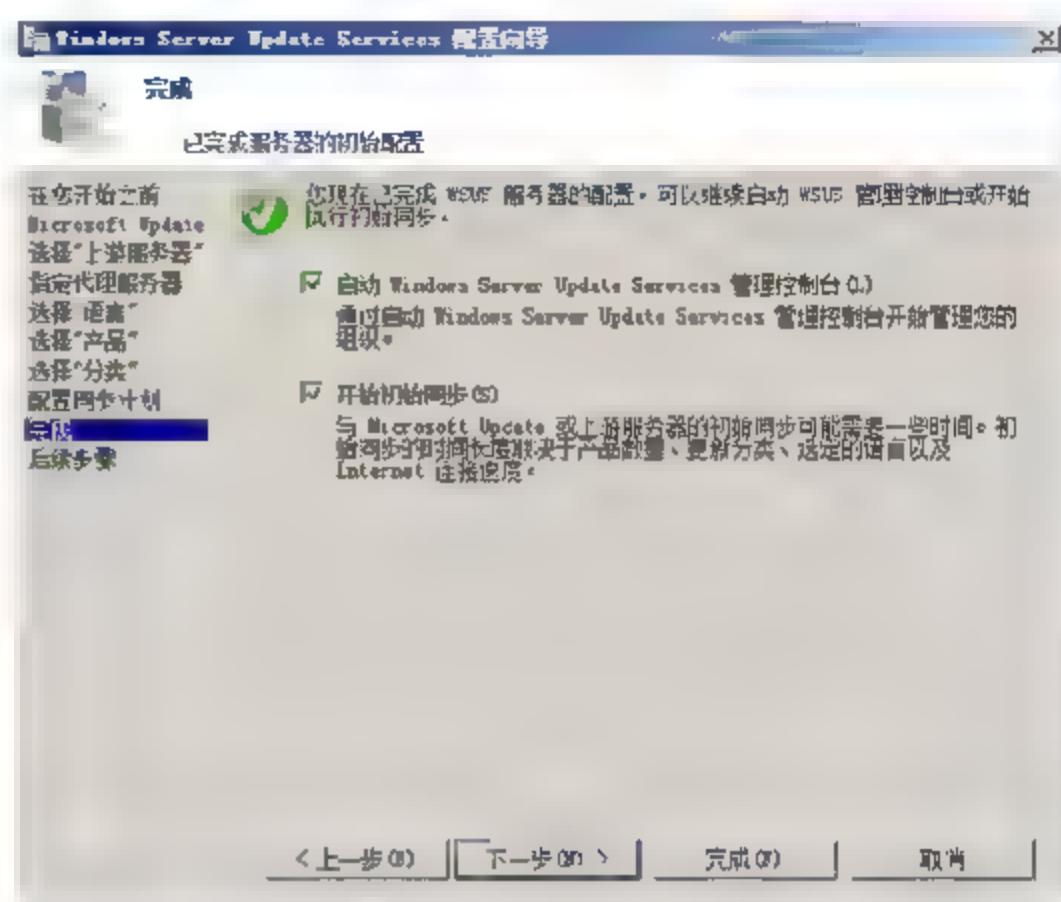 Windows Server Update Services 配置向导
完成
已完成服务器的初始配置
在您开始之前
Microsoft Update
选择"上游服务器"
指定代理服务器
选择"语言"
选择"产品"
选择"分类"
配置同步计划
完成
后续步骤
您现在已完成 WSUS 服务器的配置。可以继续启动 WSUS 管理控制台或开始
执行初始同步。
启动 Windows Server Update Services 管理控制台(L)
通过启动 Windows Server Update Services 管理控制台开始管理您的
组织。
开始初始同步(S)
与 Microsoft Update 或上游服务器的初始同步可能需要一些时间。初
始同步的时间长度取决于产品数量、更新分类、选定的语言以及
Internet 连接速度。
< 上一步(B)
下一步(N) >
完成(F)
取消